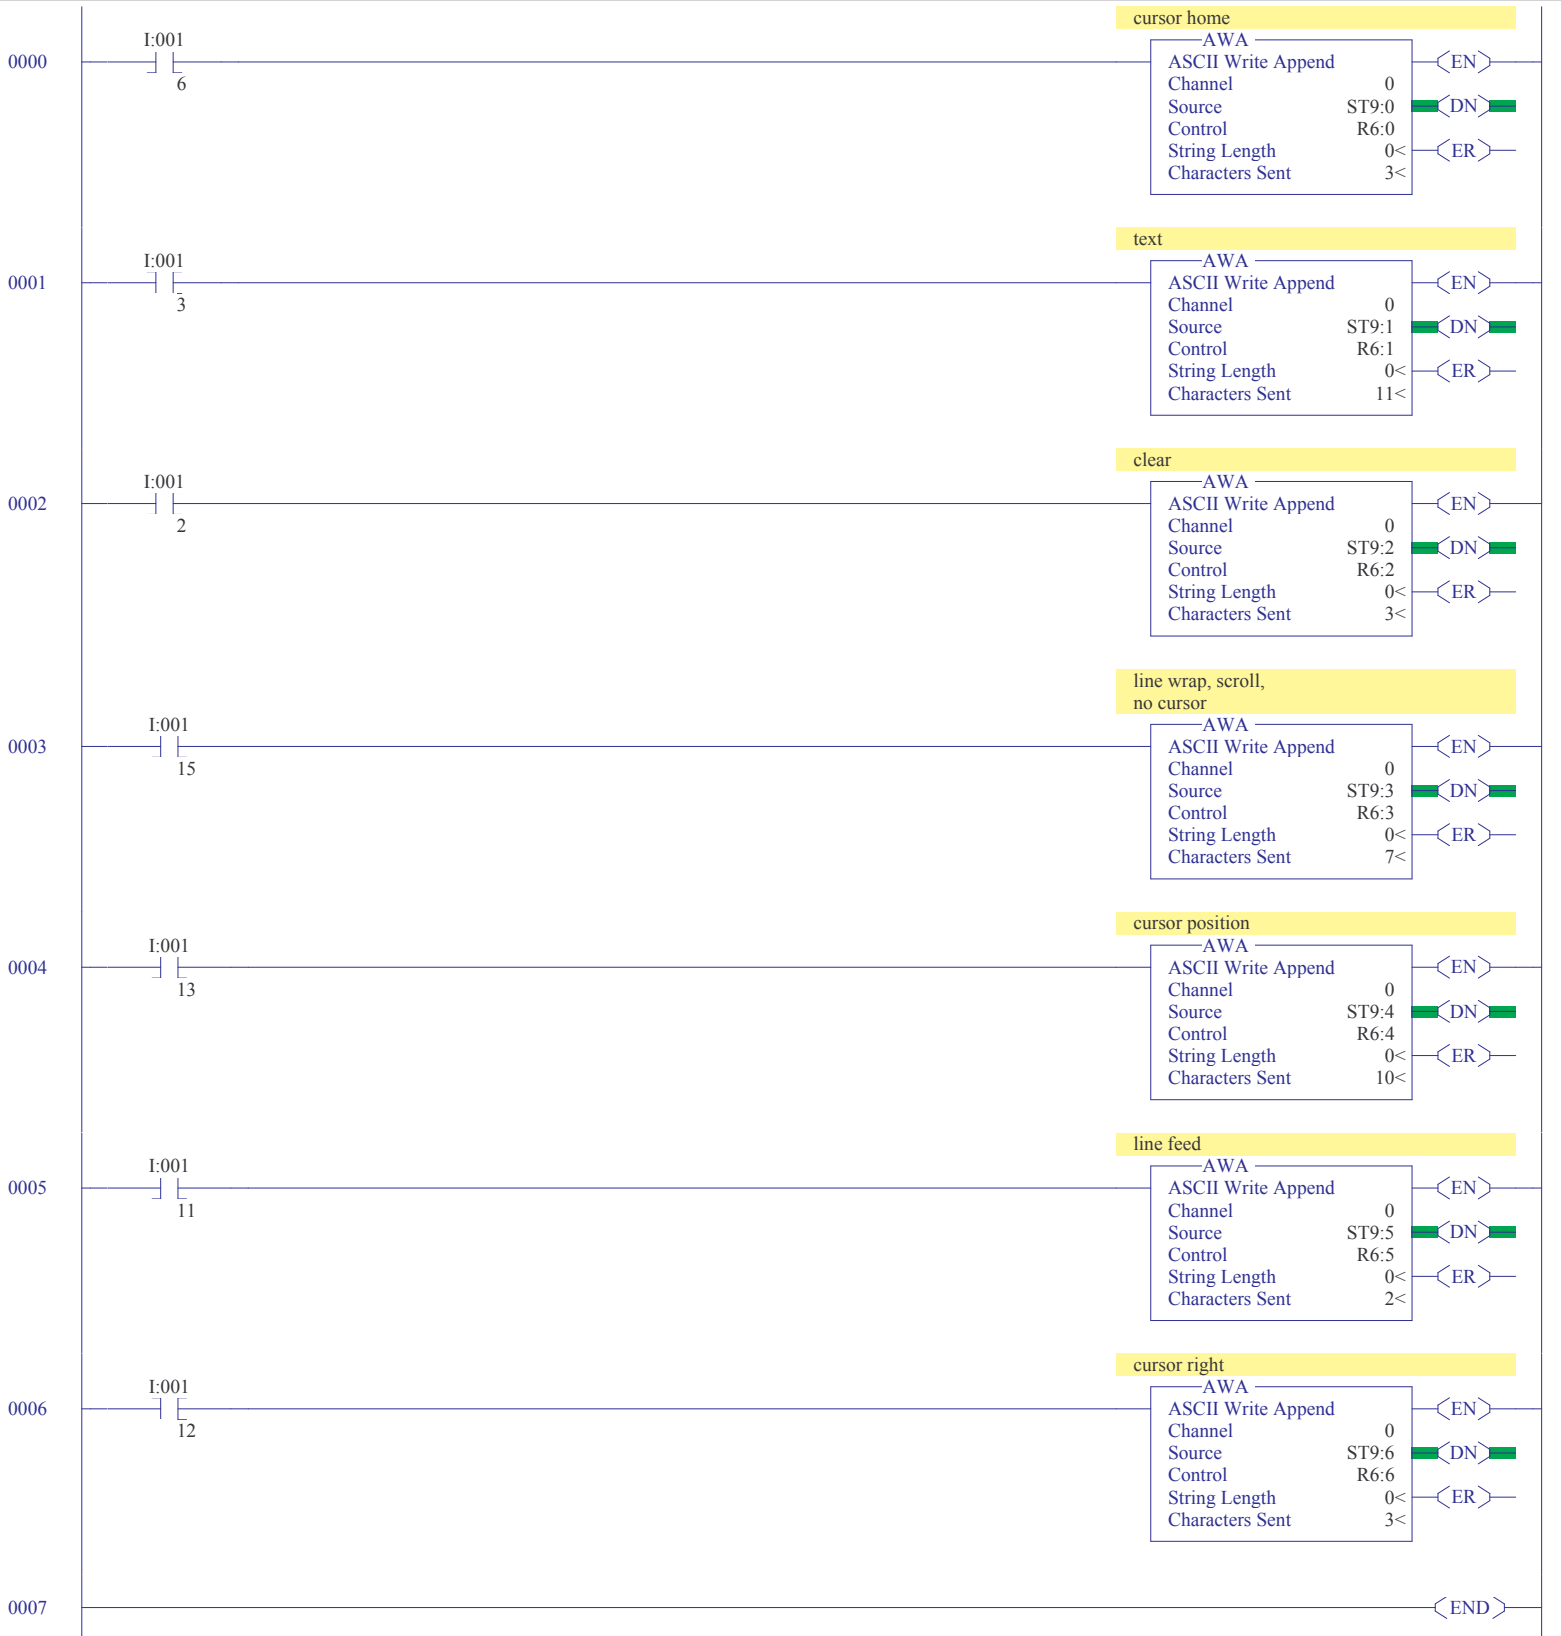 cursor home
I:001
AWA
0000
ASCII Write Append
EN
6
Channel 0
Source ST9:0
DN
Control R6:0
String Length 0<
ER
Characters Sent 3<
text
I:001
AWA
0001
ASCII Write Append
EN
3
Channel 0
Source ST9:1
DN
Control R6:1
String Length 0<
ER
Characters Sent 11<
clear
I:001
AWA
0002
ASCII Write Append
EN
2
Channel 0
Source ST9:2
DN
Control R6:2
String Length 0<
ER
Characters Sent 3<
line wrap, scroll,
no cursor
I:001
AWA
0003
ASCII Write Append
EN
15
Channel 0
Source ST9:3
DN
Control R6:3
String Length 0<
ER
Characters Sent 7<
cursor position
I:001
AWA
0004
ASCII Write Append
EN
13
Channel 0
Source ST9:4
DN
Control R6:4
String Length 0<
ER
Characters Sent 10<
line feed
I:001
AWA
0005
ASCII Write Append
EN
11
Channel 0
Source ST9:5
DN
Control R6:5
String Length 0<
ER
Characters Sent 2<
cursor right
I:001
AWA
0006
ASCII Write Append
EN
12
Channel 0
Source ST9:6
DN
Control R6:6
String Length 0<
ER
Characters Sent 3<
0007
END